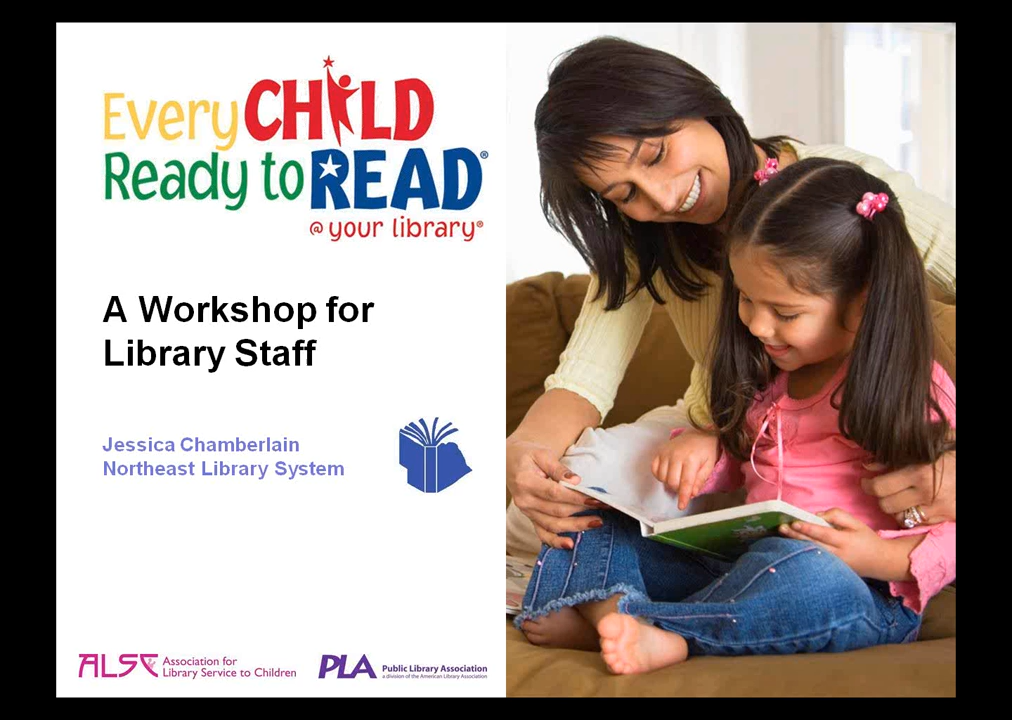 Every CHILD
Ready to READ®
@ your library®
A Workshop for
Library Staff
Jessica Chamberlain
Northeast Library System
ALSC Association for
Library Service to Children
PLA Public Library Association
a division of the American Library Association